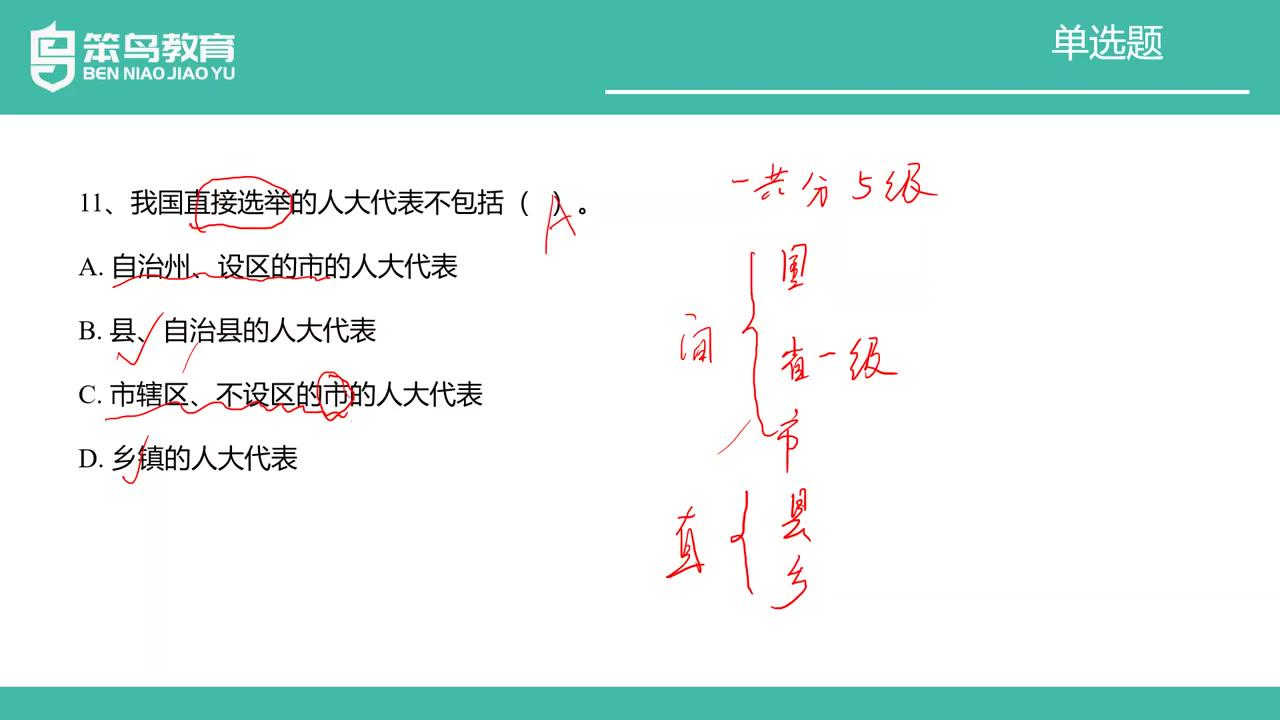 笨鸟教育
BEN NIAO JIAO YU
单选题
11、我国直接选举的人大代表不包括（ A ）。
A. 自治州、设区的市的人大代表
B. 县、自治县的人大代表
C. 市辖区、不设区的市的人大代表
D. 乡镇的人大代表
一共分5级
间
国
省一级
市
直
县
乡